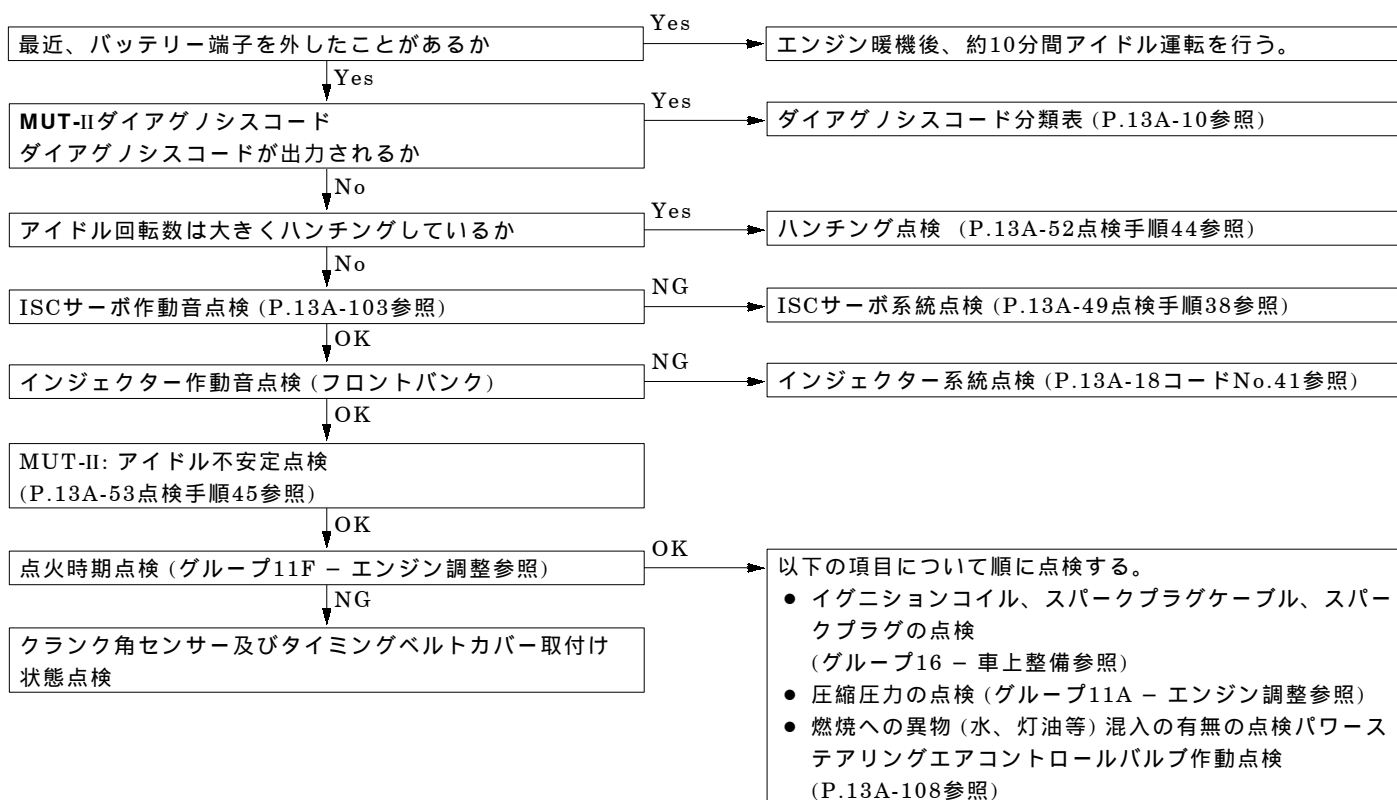 最近、バッテリー端子を外したことがあるか
Yes
エンジン暖機後、約10分間アイドル運転を行う。
Yes
MUT-IIダイアグノシスコード
ダイアグノシスコードが出力されるか
Yes
ダイアグノシスコード分類表 (P.13A-10参照)
No
アイドル回転数は大きくハンチングしているか
Yes
ハンチング点検 (P.13A-52点検手順44参照)
No
ISCサーボ作動音点検 (P.13A-103参照)
NG
ISCサーボ系統点検 (P.13A-49点検手順38参照)
OK
インジェクター作動音点検 (フロントバンク)
NG
インジェクター系統点検 (P.13A-18コードNo.41参照)
OK
MUT-II: アイドル不安定点検
(P.13A-53点検手順45参照)
OK
点火時期点検 (グループ11F − エンジン調整参照)
OK
NG
クランク角センサー及びタイミングベルトカバー取付け
状態点検
以下の項目について順に点検する。
● イグニションコイル、スパークプラグケーブル、スパー
クプラグの点検
(グループ16 − 車上整備参照)
● 圧縮圧力の点検 (グループ11A − エンジン調整参照)
● 燃焼への異物 (水、灯油等) 混入の有無の点検パワース
テアリングエアコントロールバルブ作動点検
(P.13A-108参照)